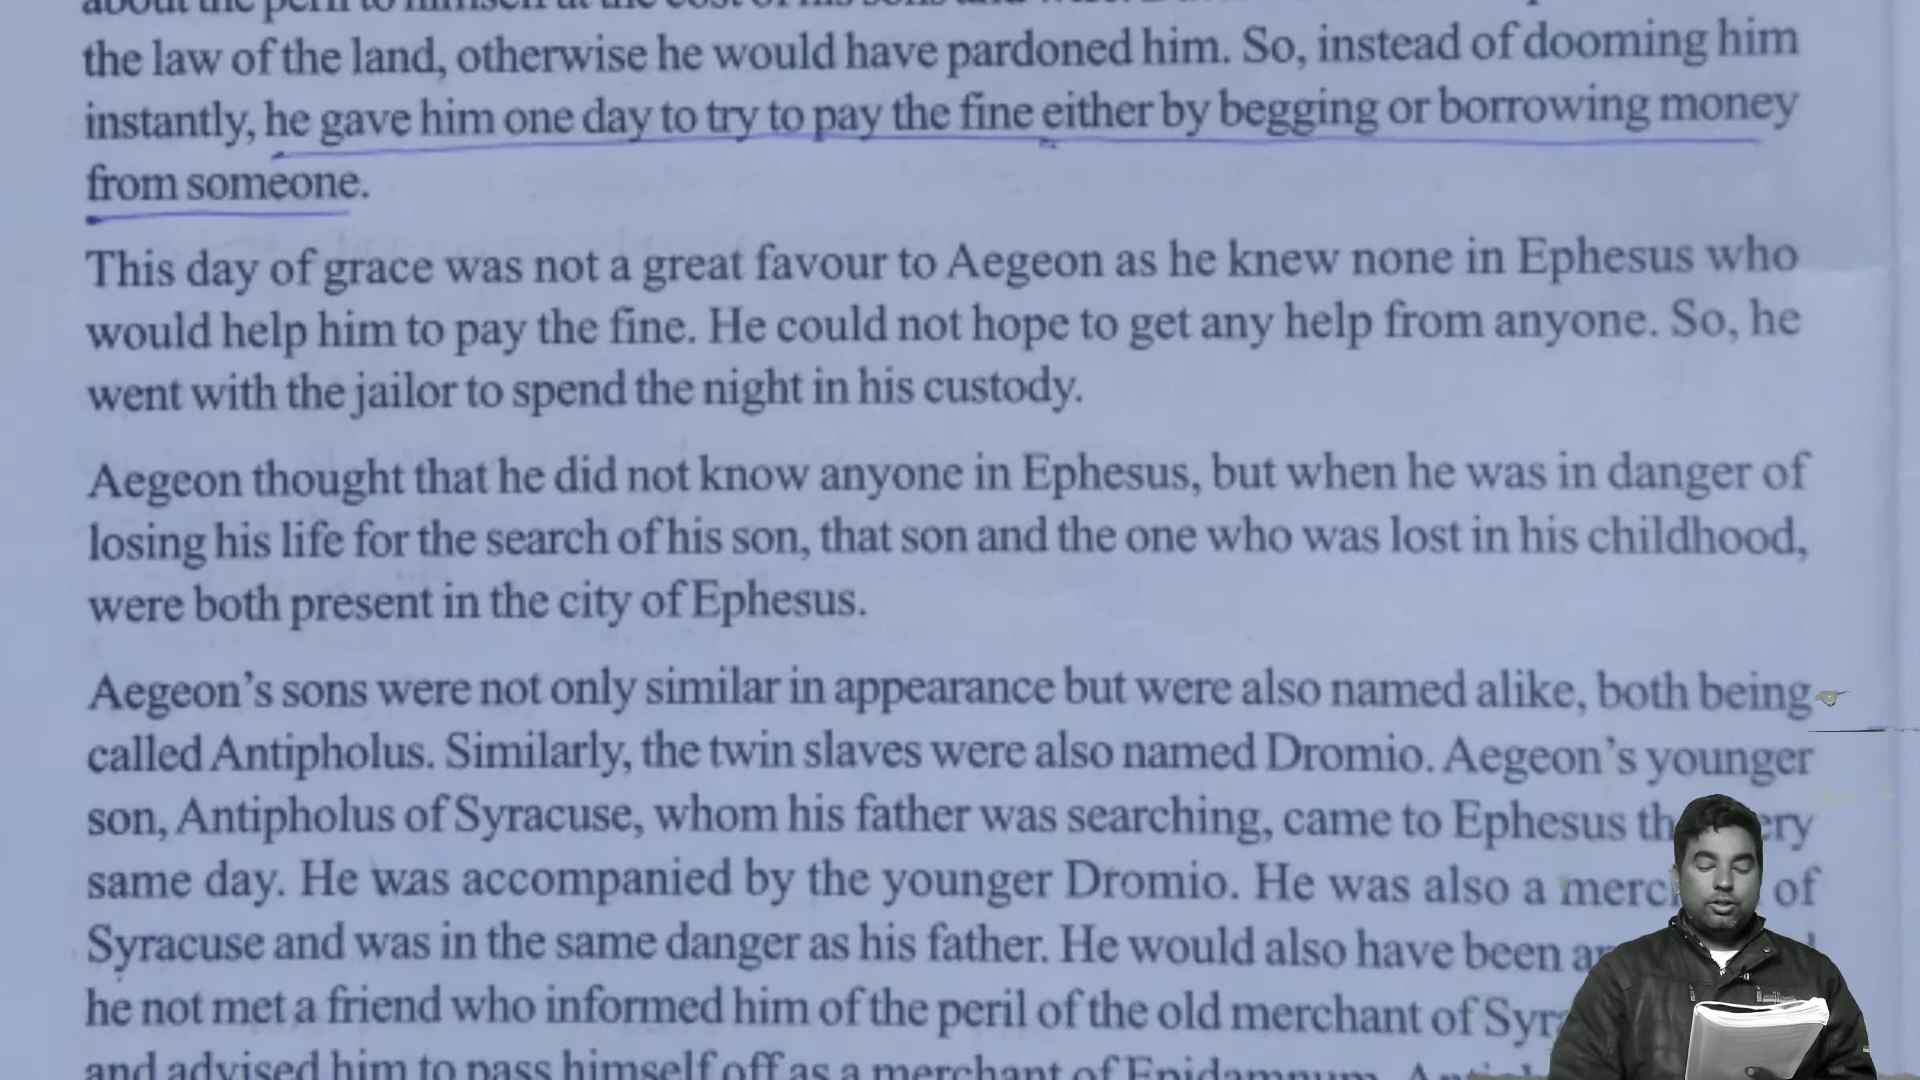 the law of the land, otherwise he would have pardoned him. So, instead of dooming him
instantly, he gave him one day to try to pay the fine either by begging or borrowing money
from someone.
This day of grace was not a great favour to Aegeon as he knew none in Ephesus who
would help him to pay the fine. He could not hope to get any help from anyone. So, he
went with the jailor to spend the night in his custody.
Aegeon thought that he did not know anyone in Ephesus, but when he was in danger of
losing his life for the search of his son, that son and the one who was lost in his childhood,
were both present in the city of Ephesus.
Aegeon’s sons were not only similar in appearance but were also named alike, both being
called Antipholus. Similarly, the twin slaves were also named Dromio. Aegeon’s younger
son, Antipholus of Syracuse, whom his father was searching, came to Ephesus
same day. He was accompanied by the younger Dromio. He was also a of
Syracuse and was in the same danger as his father. He would also have been
he not met a friend who informed him of the peril of the old merchant of
and advised him to pass himself off as a merchant of Epidamnum.